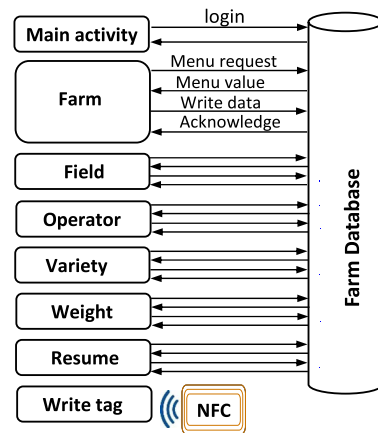 login
Main activity
Menu request
Menu value
Farm
Write data
Acknowledge
Field
Operator
Variety
Weight
Resume
Write tag
NFC
Farm Database